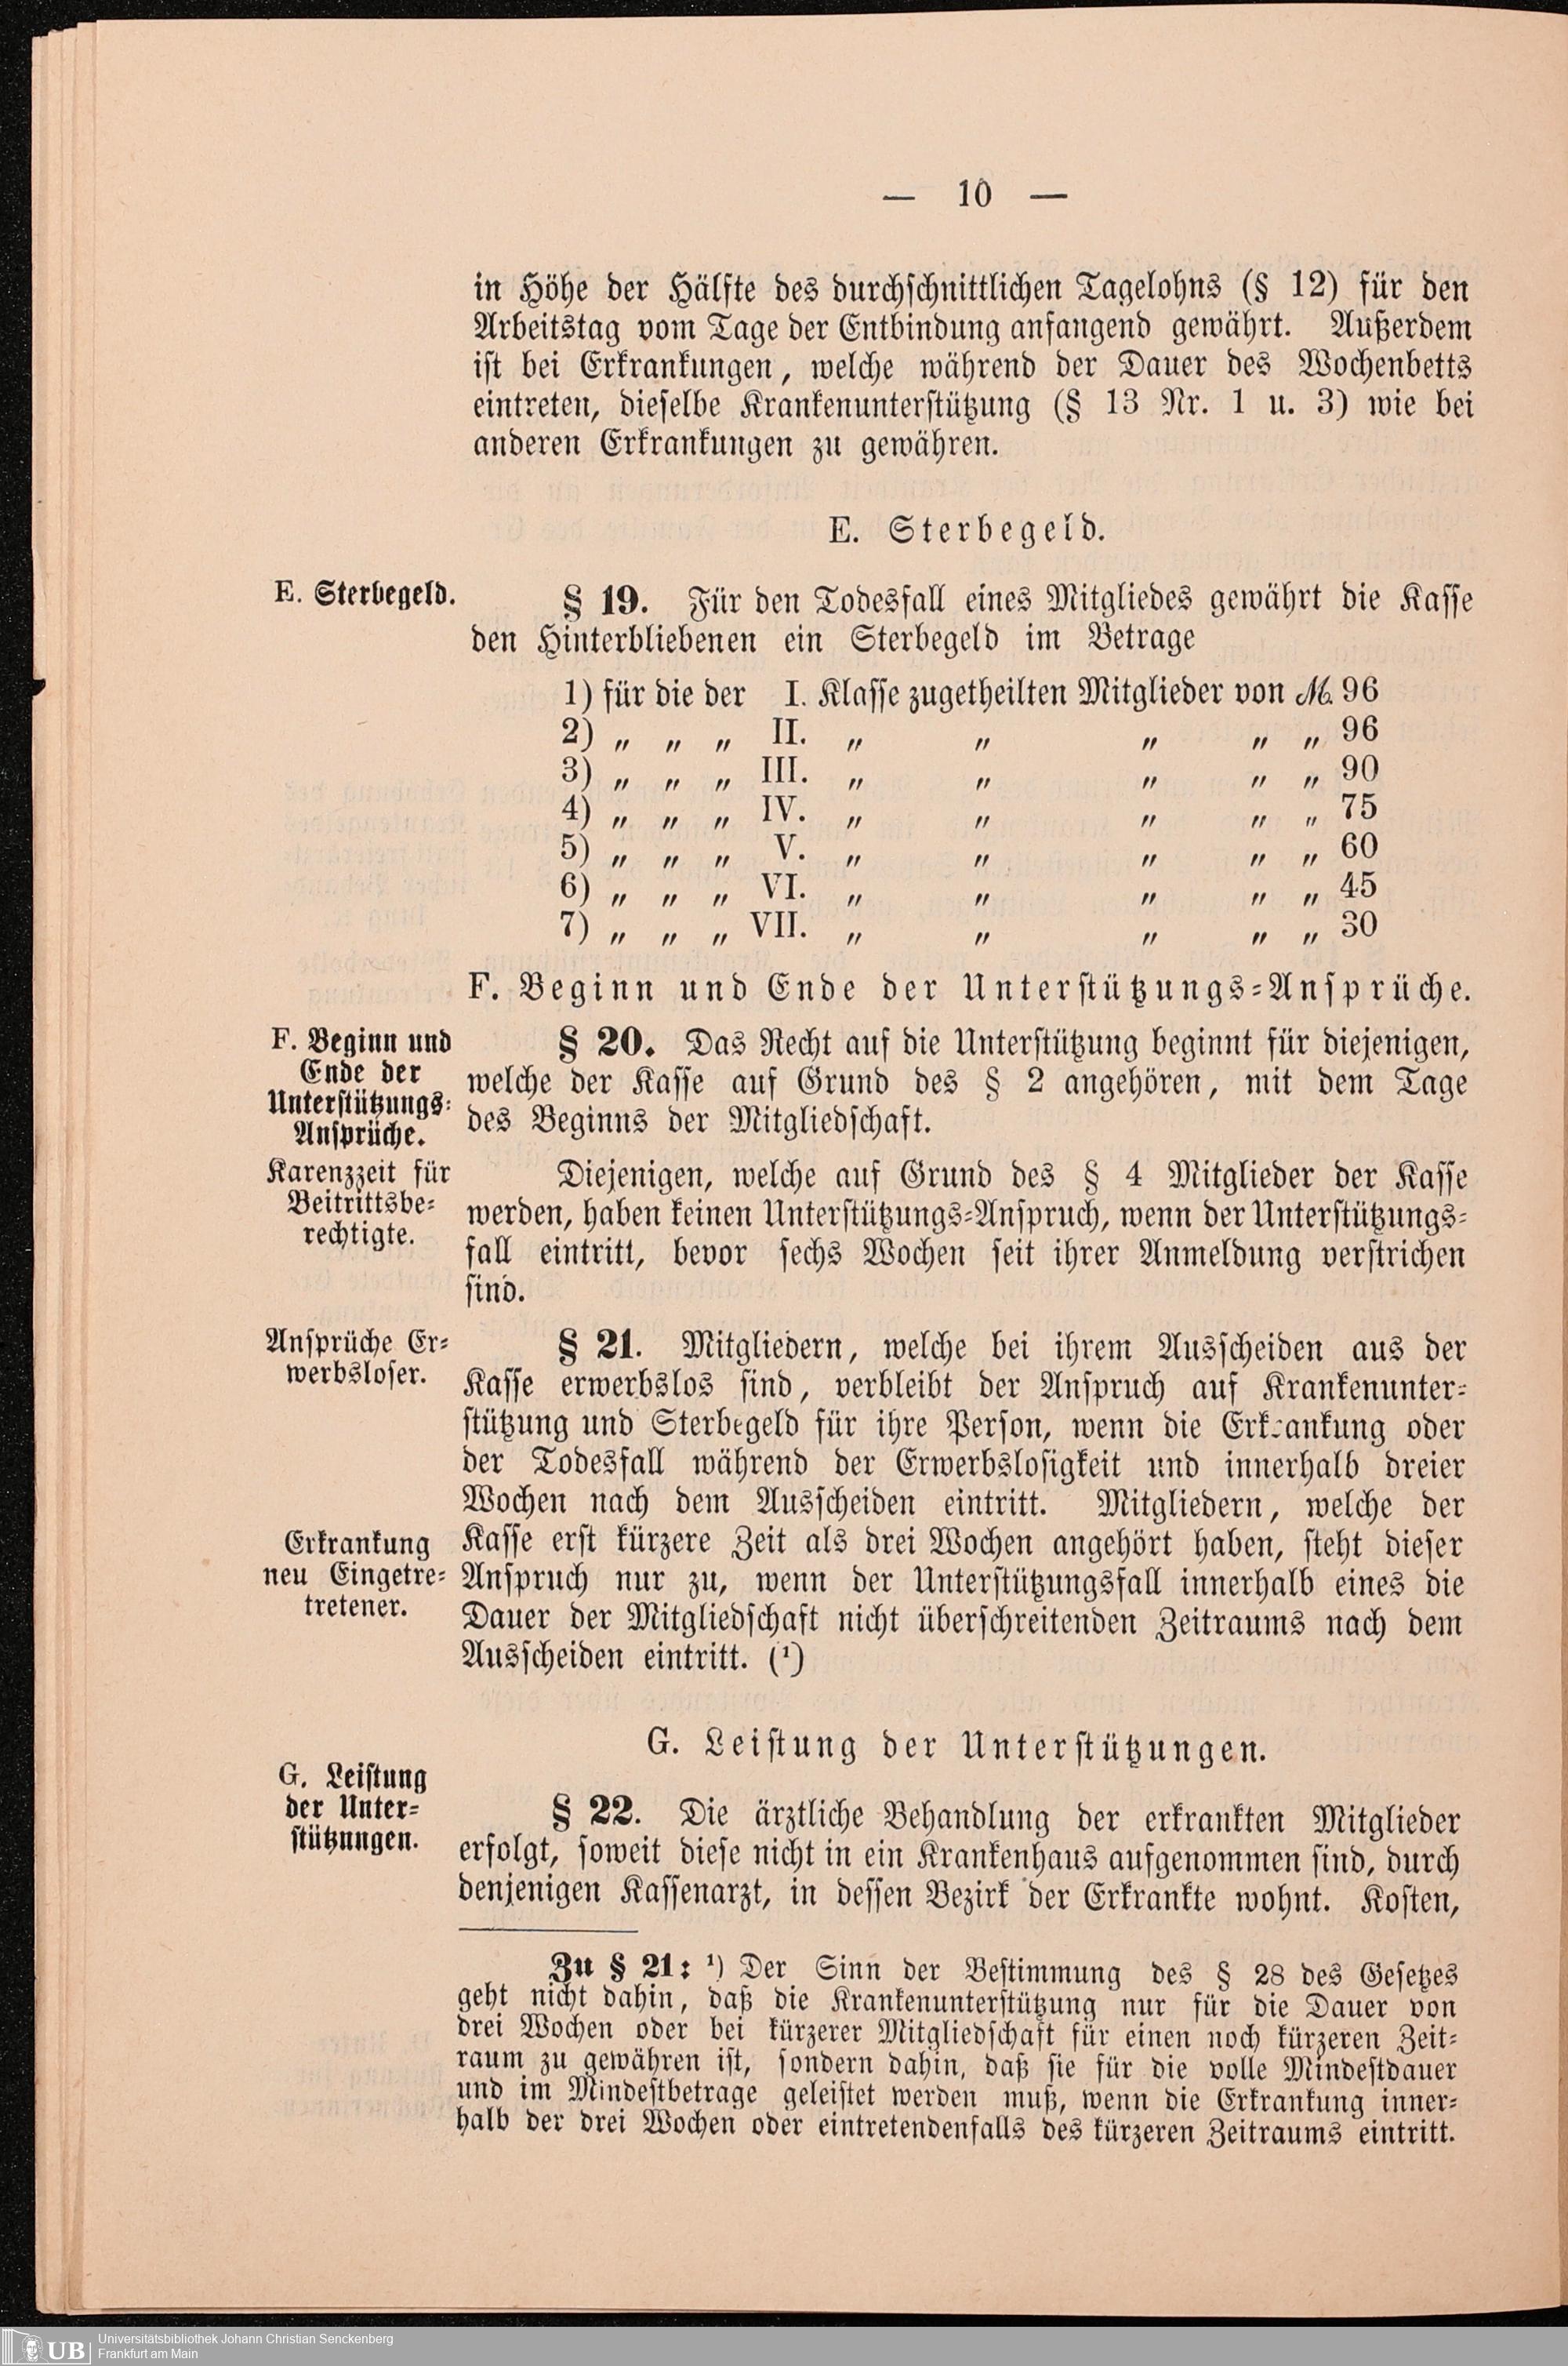 — 10 —
in Höhe der Hälfte des durchschnittlichen Tagelohns (§ 12) für den
Arbeitstag vom Tage der Entbindung anfangend gewährt. Außerdem
ist bei Erkrankungen, welche während der Dauer des Wochenbetts
eintreten, dieselbe Krankenunterstützung (§ 13 Nr. 1 u. 3) wie bei
anderen Erkrankungen zu gewähren.
E. Sterbegeld.
E. Sterbegeld.
§ 19. Für den Todesfall eines Mitgliedes gewährt die Kasse
den Hinterbliebenen ein Sterbegeld im Betrage
1) für die der I. Klasse zugetheilten Mitglieder von M. 96
2) „ „ „ II. „ „ „ „ „ 96
3) „ „ „ III. „ „ „ „ „ 90
4) „ „ „ IV. „ „ „ „ „ 75
5) „ „ „ V. „ „ „ „ „ 60
6) „ „ „ VI. „ „ „ „ „ 45
7) „ „ „ VII. „ „ „ „ „ 30
F. Beginn und Ende der Unterstützungs-Ansprüche.
F. Beginn und
Ende der
Unterstützungs-
Ansprüche.
§ 20. Das Recht auf die Unterstützung beginnt für diejenigen,
welche der Kasse auf Grund des § 2 angehören, mit dem Tage
des Beginns der Mitgliedschaft.
Karenzzeit für
Beitrittsbe-
rechtigte.
Diejenigen, welche auf Grund des § 4 Mitglieder der Kasse
werden, haben keinen Unterstützungs-Anspruch, wenn der Unterstützungs-
fall eintritt, bevor sechs Wochen seit ihrer Anmeldung verstrichen
sind.
Ansprüche Er-
werbsloser.
§ 21. Mitgliedern, welche bei ihrem Ausscheiden aus der
Kasse erwerbslos sind, verbleibt der Anspruch auf Krankenunter-
stützung und Sterbegeld für ihre Person, wenn die Erkrankung oder
der Todesfall während der Erwerbslosigkeit und innerhalb dreier
Wochen nach dem Ausscheiden eintritt. Mitgliedern, welche der
Erkrankung
neu Eingetre-
tretener.
Kasse erst kürzere Zeit als drei Wochen angehört haben, steht dieser
Anspruch nur zu, wenn der Unterstützungsfall innerhalb eines die
Dauer der Mitgliedschaft nicht überschreitenden Zeitraums nach dem
Ausscheiden eintritt. (¹)
G. Leistung der Unterstützungen.
G. Leistung
der Unter-
stützungen.
§ 22. Die ärztliche Behandlung der erkrankten Mitglieder
erfolgt, soweit diese nicht in ein Krankenhaus aufgenommen sind, durch
denjenigen Kassenarzt, in dessen Bezirk der Erkrankte wohnt. Kosten,
Zu § 21: ¹) Der Sinn der Bestimmung des § 28 des Gesetzes
geht nicht dahin, daß die Krankenunterstützung nur für die Dauer von
drei Wochen oder bei kürzerer Mitgliedschaft für einen noch kürzeren Zeit-
raum zu gewähren ist, sondern dahin, daß sie für die volle Mindestdauer
und im Mindestbetrage geleistet werden muß, wenn die Erkrankung inner-
halb der drei Wochen oder eintretendenfalls des kürzeren Zeitraums eintritt.
UB
Universitätsbibliothek Johann Christian Senckenberg
Frankfurt am Main